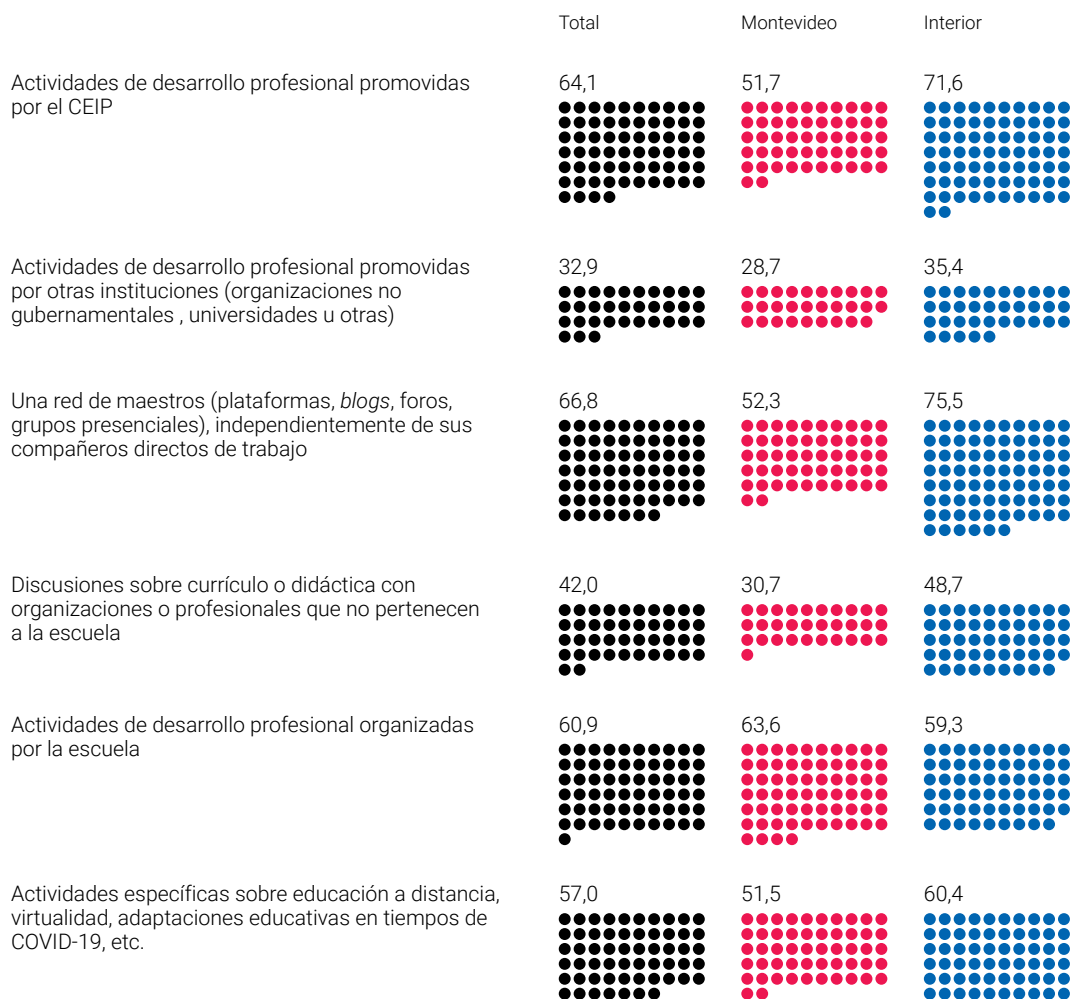 Total Montevideo Interior
Actividades de desarrollo profesional promovidas
por el CEIP
64,1 51,7 71,6
Actividades de desarrollo profesional promovidas
por otras instituciones (organizaciones no
gubernamentales , universidades u otras)
32,9 28,7 35,4
Una red de maestros (plataformas, blogs, foros,
grupos presenciales), independientemente de sus
compañeros directos de trabajo
66,8 52,3 75,5
Discusiones sobre currículo o didáctica con
organizaciones o profesionales que no pertenecen
a la escuela
42,0 30,7 48,7
Actividades de desarrollo profesional organizadas
por la escuela
60,9 63,6 59,3
Actividades específicas sobre educación a distancia,
virtualidad, adaptaciones educativas en tiempos de
COVID-19, etc.
57,0 51,5 60,4